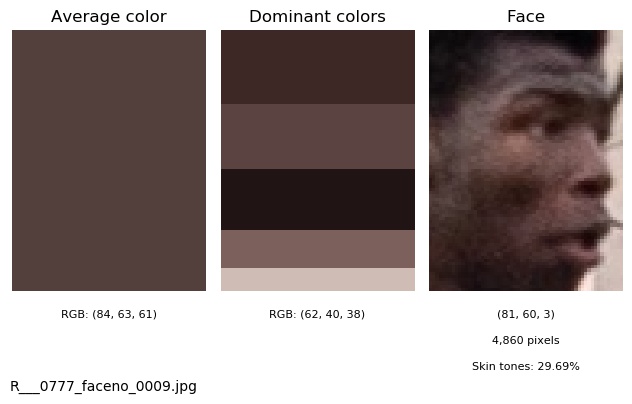 Average color
Dominant colors
Face
RGB: (84, 63, 61)
RGB: (62, 40, 38)
(81, 60, 3)
4,860 pixels
Skin tones: 29.69%
R___0777_faceno_0009.jpg